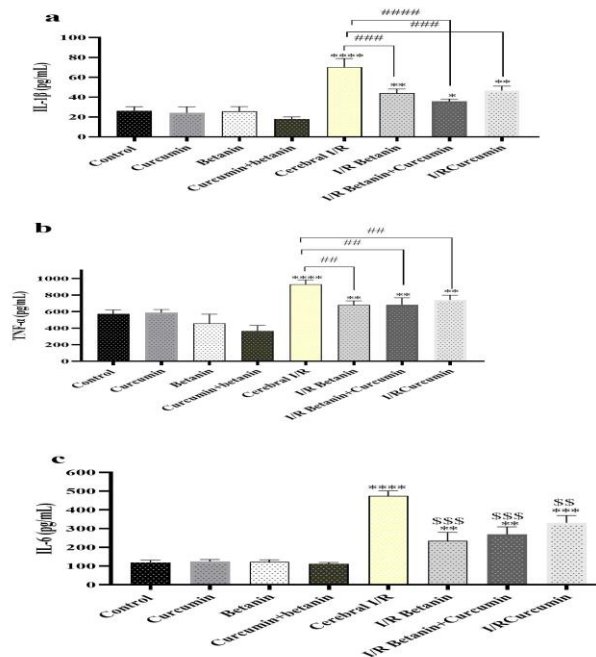 a
####
###
###
****
**
*
**
IL-1β (pg/mL)
100
80
60
40
20
0
Control
Curcumin
Betanin
Curcumin+betanin
Cerebral I/R
I/R Betanin
I/R Betanin+Curcumin
I/RCurcumin
b
##
##
##
****
**
**
**
TNF-α (pg/mL)
1000
800
600
400
200
0
Control
Curcumin
Betanin
Curcumin+betanin
Cerebral I/R
I/R Betanin
I/R Betanin+Curcumin
I/RCurcumin
c
****
$$$
**
$$$
**
$$
***
IL-6 (pg/mL)
600
500
400
300
200
100
0
Control
Curcumin
Betanin
Curcumin+betanin
Cerebral I/R
I/R Betanin
I/R Betanin+Curcumin
I/RCurcumin